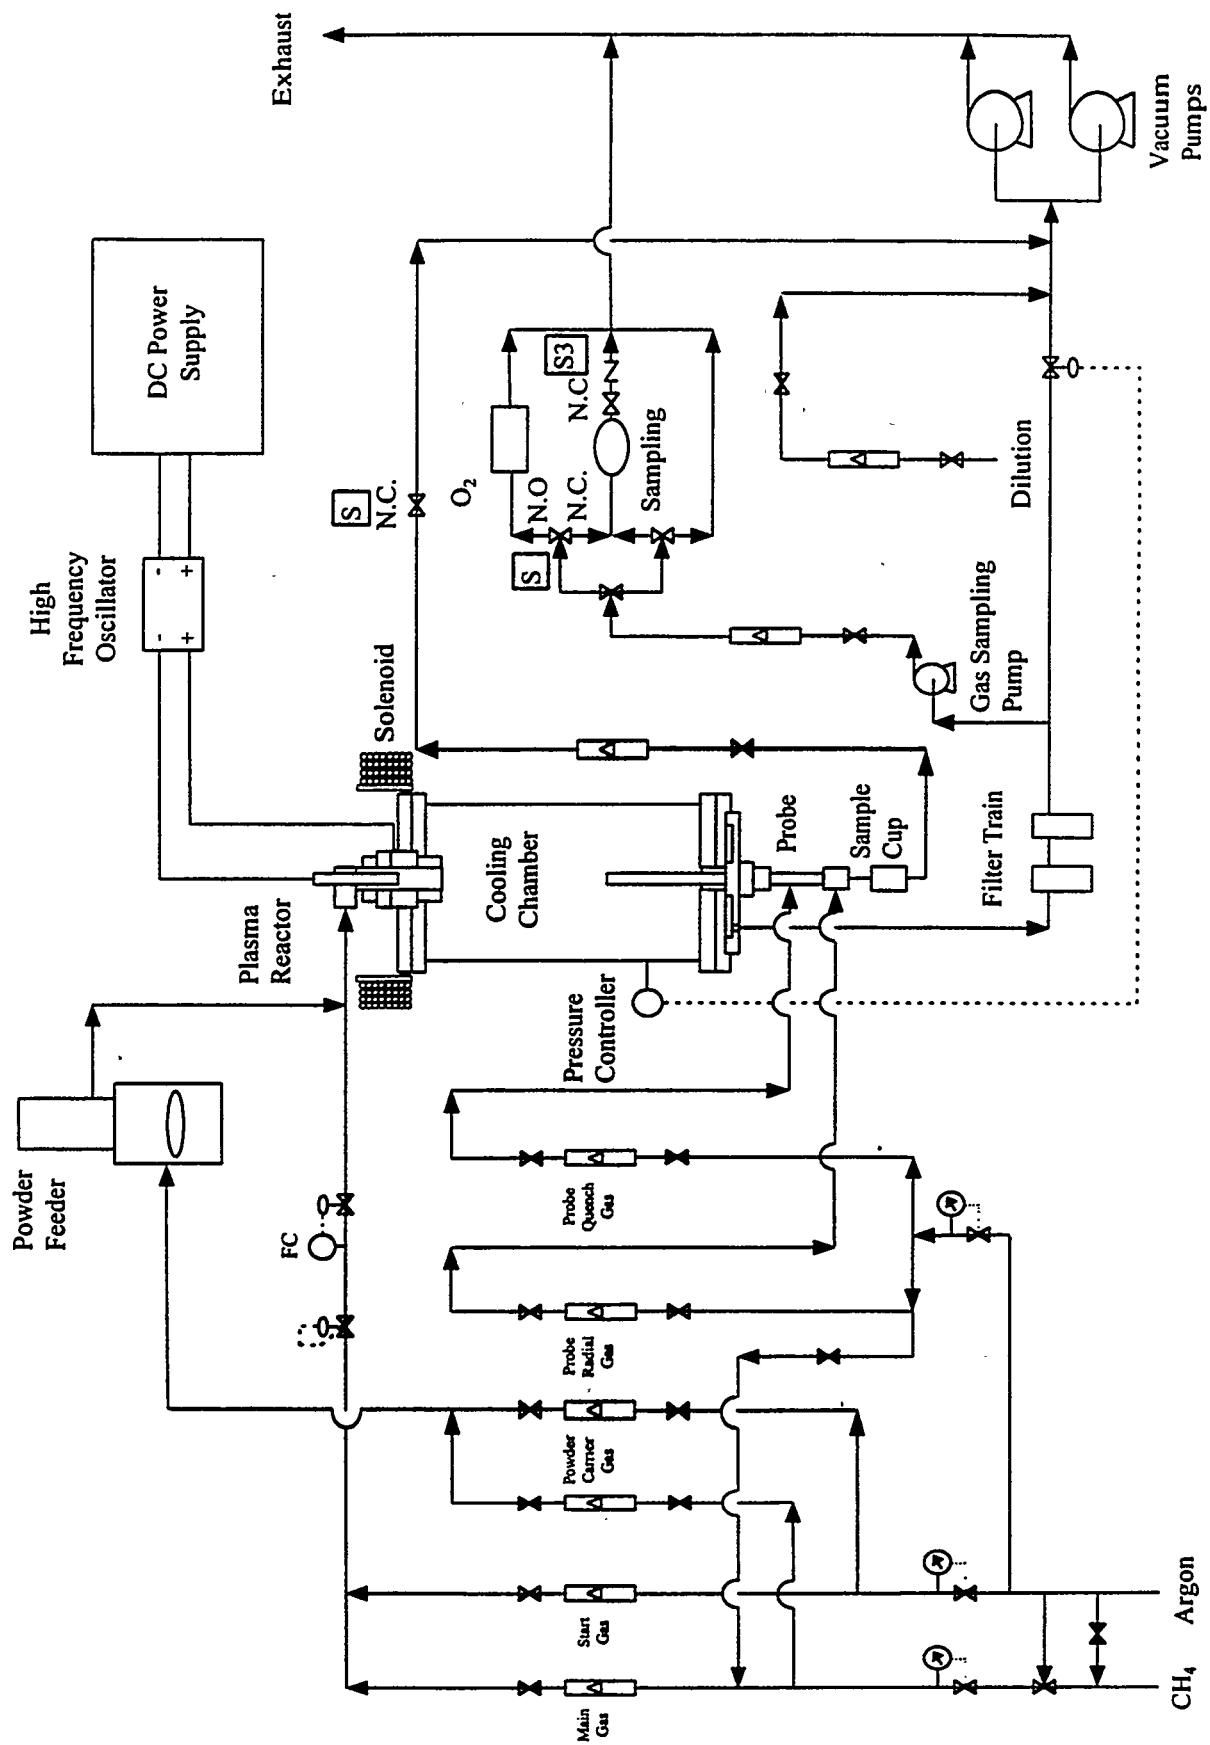 Exhaust
DC Power
Supply
Vacuum
Pumps
High
Frequency
Oscillator
S
N.C.
O2
N.O
N.C.
S
N.C
S3
Sampling
Dilution
Solenoid
Gas Sampling
Pump
Plasma
Reactor
Cooling
Chamber
Probe
Sample
Cup
Filter Train
Pressure
Controller
Powder
Feeder
FC
Probe
Quench
Gas
Probe
Radial
Gas
Powder
Carrier
Gas
Start
Gas
Main
Gas
Argon
CH4
- -
+ +